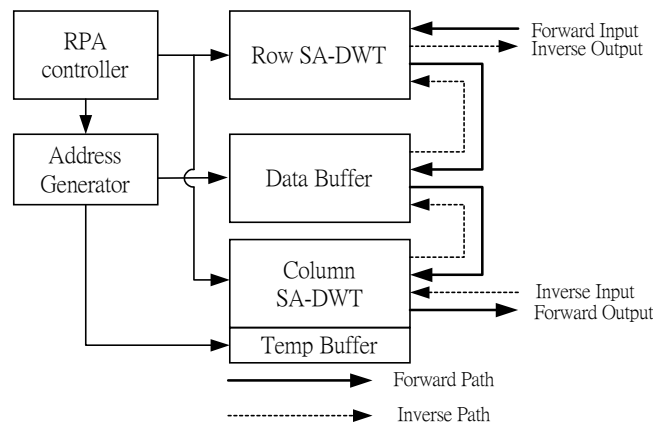 RPA
controller
Row SA-DWT
Forward Input
Inverse Output
Address
Generator
Data Buffer
Column
SA-DWT
Inverse Input
Forward Output
Temp Buffer
Forward Path
Inverse Path